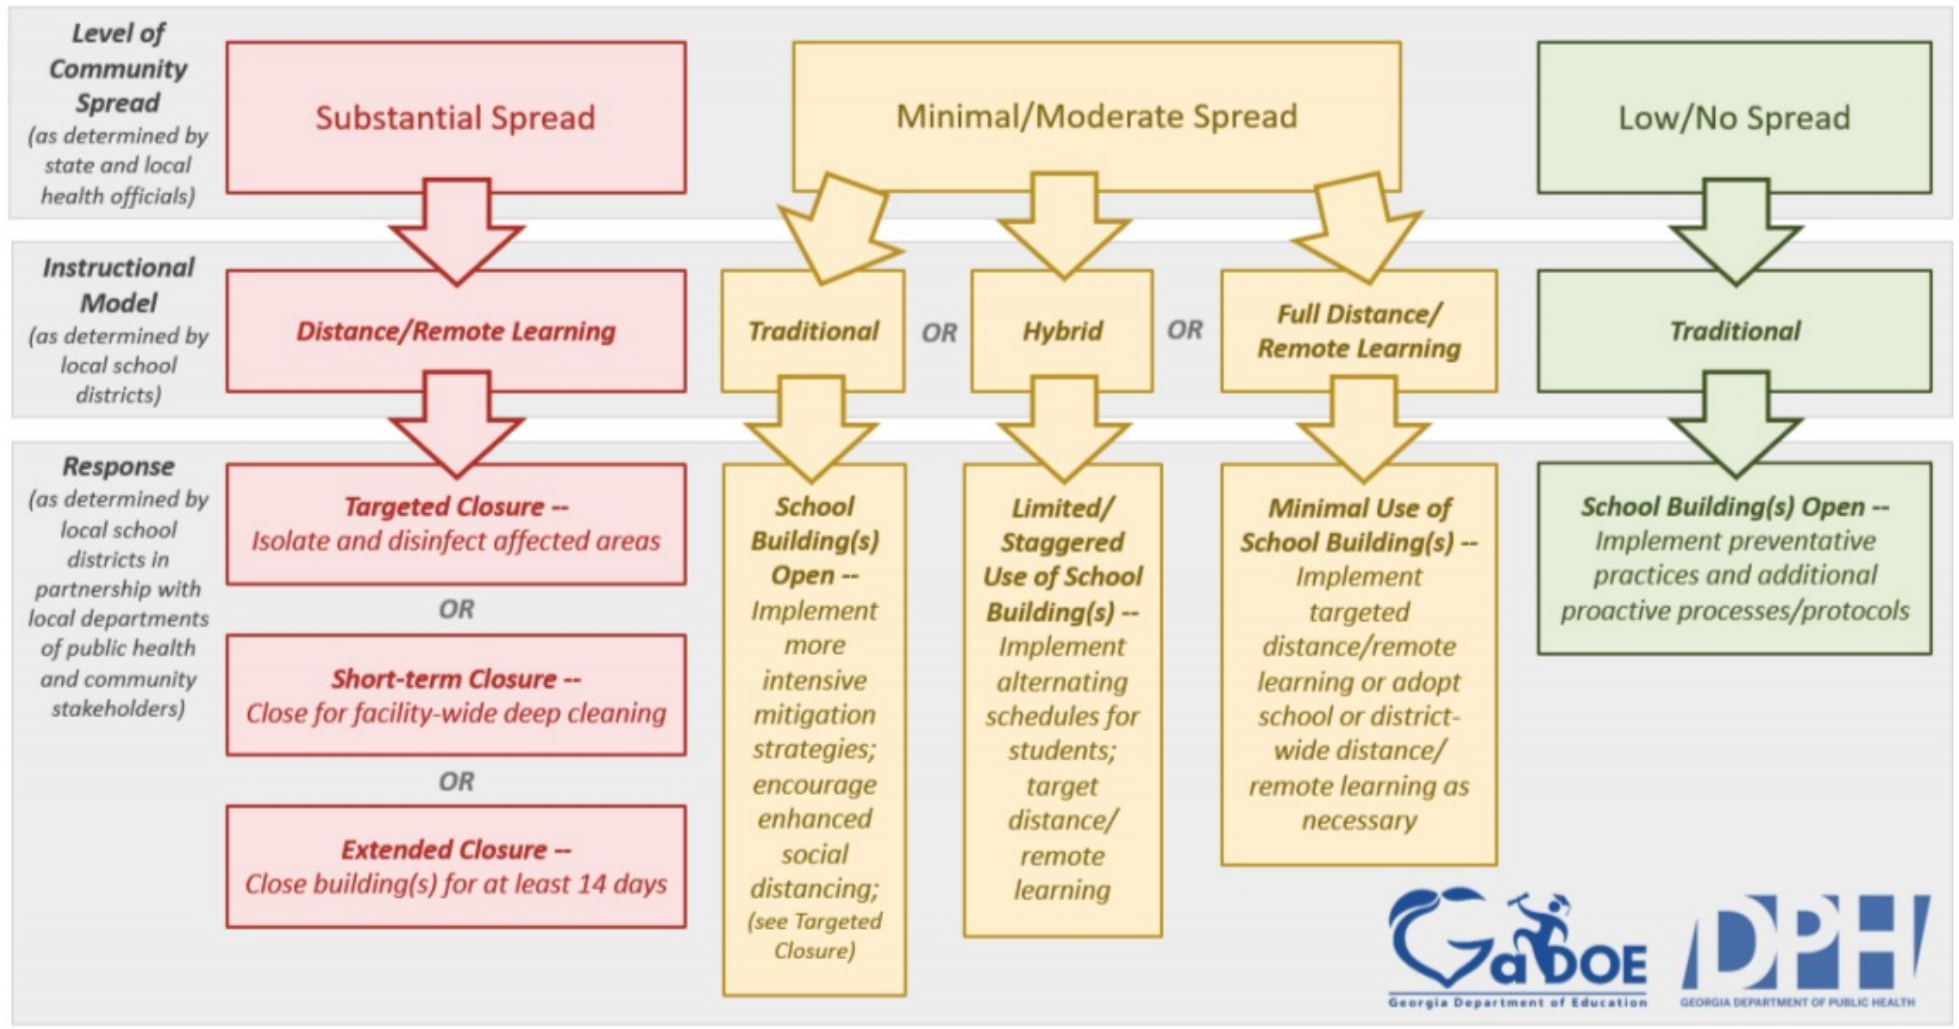 Level of
Community
Spread
(as determined by
state and local
health officials)
Substantial Spread
Minimal/Moderate Spread
Low/No Spread
Instructional
Model
(as determined by
local school
districts)
Distance/Remote Learning
Traditional
OR
Hybrid
OR
Full Distance/
Remote Learning
Traditional
Response
(as determined by
local school
districts in
partnership with
local departments
of public health
and community
stakeholders)
Targeted Closure --
Isolate and disinfect affected areas
OR
Short-term Closure --
Close for facility-wide deep cleaning
OR
Extended Closure --
Close building(s) for at least 14 days
School
Building(s)
Open --
Implement
more
intensive
mitigation
strategies;
encourage
enhanced
social
distancing;
(see Targeted
Closure)
Limited/
Staggered
Use of School
Building(s) --
Implement
alternating
schedules for
students;
target
distance/
remote
learning
Minimal Use of
School Building(s) --
Implement
targeted
distance/remote
learning or adopt
school or district-
wide distance/
remote learning as
necessary
School Building(s) Open --
Implement preventative
practices and additional
proactive processes/protocols
GaDOE
Georgia Department of Education
DPH
GEORGIA DEPARTMENT OF PUBLIC HEALTH